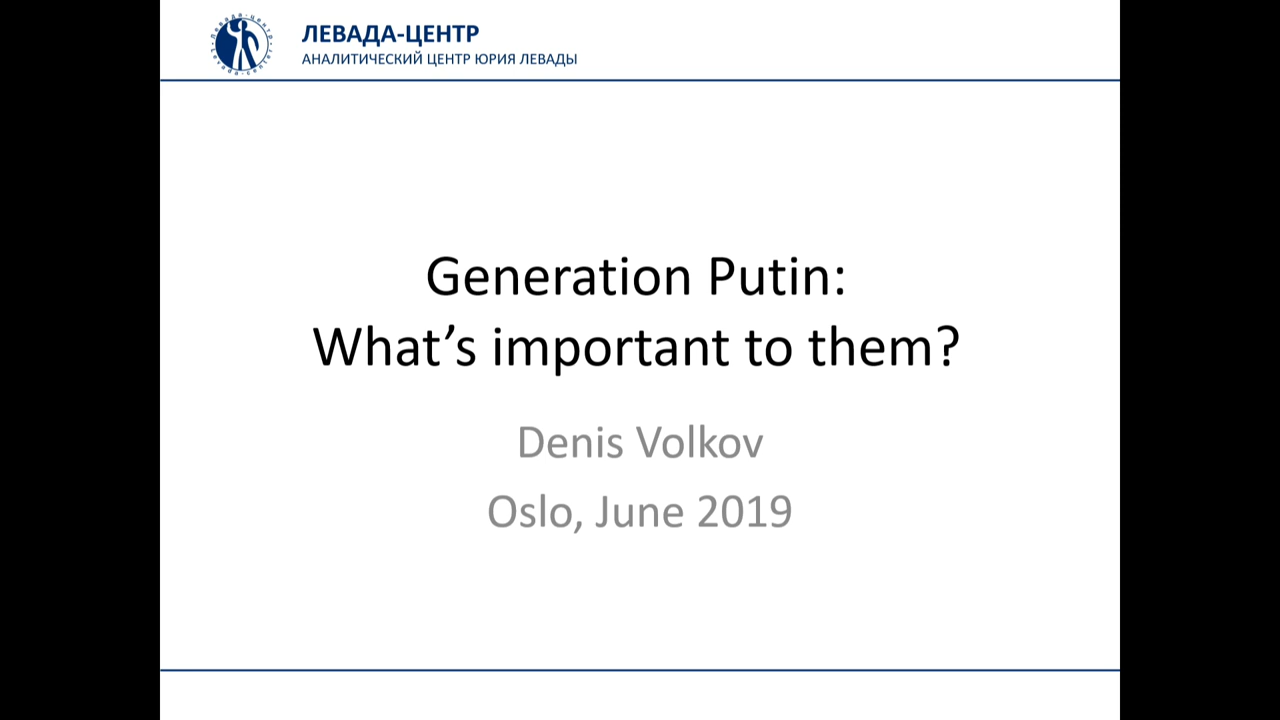 ЛЕВАДА-ЦЕНТР
АНАЛИТИЧЕСКИЙ ЦЕНТР ЮРИЯ ЛЕВАДЫ
Generation Putin:
What’s important to them?
Denis Volkov
Oslo, June 2019